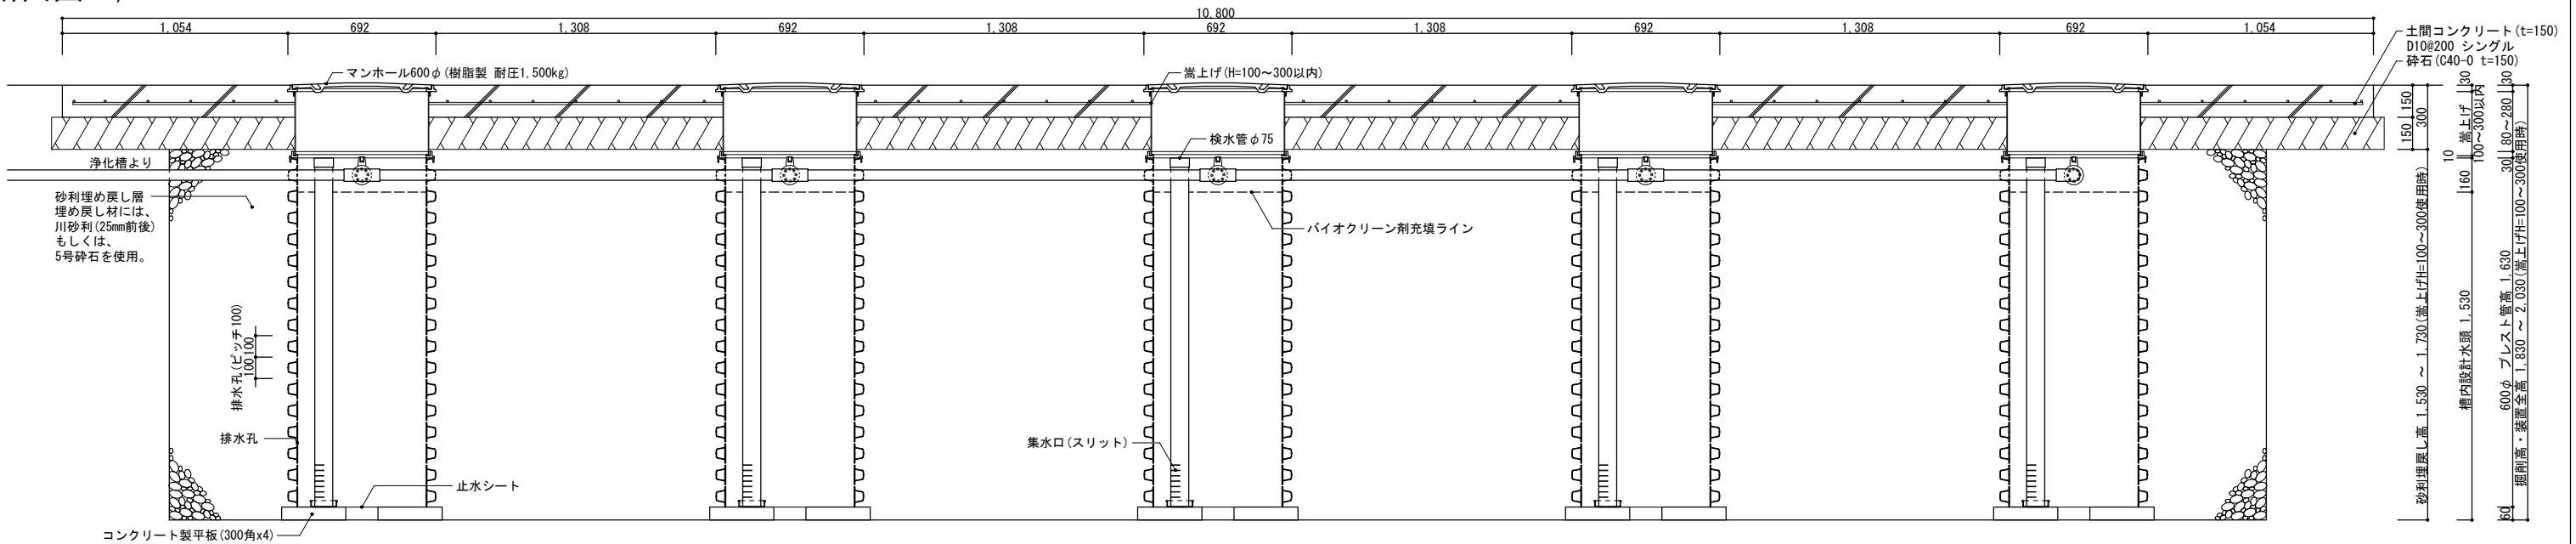 10,800
1,054 692 1,308 692 1,308 692 1,308 692 1,308 692 1,054
マンホール600φ(樹脂製 耐圧1,500kg)
嵩上げ(H=100～300以内)
土間コンクリート(t=150)
D10@200 シングル
砕石(C40-0 t=150)
検水管φ75
浄化槽より
砂利埋め戻し層
埋め戻し材には、
川砂利(25mm前後)
もしくは、
5号砕石を使用。
バイオクリーン剤充填ライン
排水孔(ピッチ100)
100 100
排水孔
集水口(スリット)
止水シート
コンクリート製平板(300角x4)
150 150
300
砂利埋戻し高 1,530 ～ 1,730(嵩上げH=100～300使用時)
30
嵩上げ
100～300以内
10
160
槽内設計水頭 1,530
30
80～280
30
600φ プレスト管高 1,630
60
掘削高・装置全高 1,830 ～ 2,030(嵩上げH=100～300使用時)